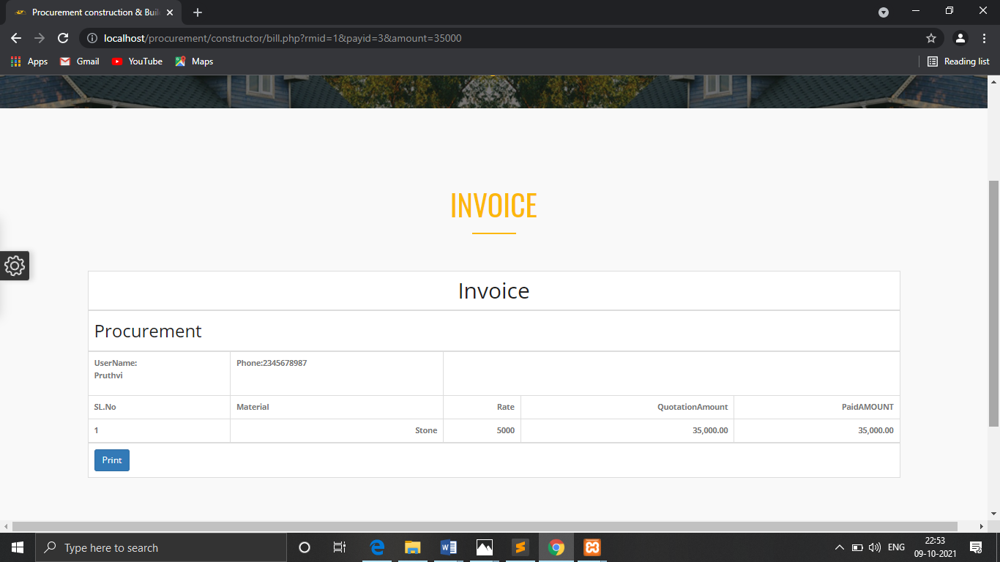 Procurement construction & Buil
localhost/procurement/constructor/bill.php?rmid=1&payid=3&amount=35000
Apps Gmail YouTube Maps Reading list
INVOICE
Invoice
Procurement
UserName: Phone:2345678987
Pruthvi
SL.No Material Rate QuotationAmount PaidAMOUNT
1 Stone 5000 35,000.00 35,000.00
Print
Type here to search ENG 22:53
09-10-2021